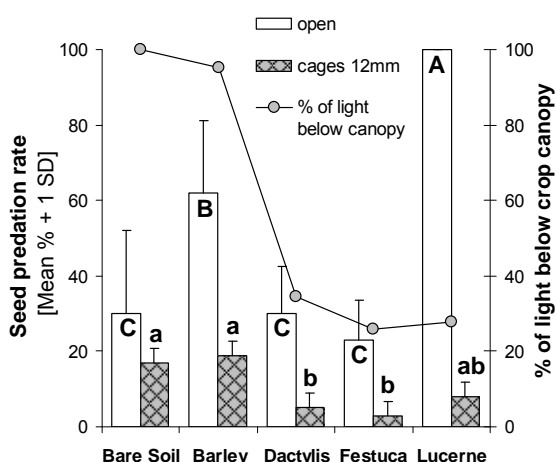 open
cages 12mm
% of light
below canopy
Seed predation rate
[Mean % + 1 SD]
100
80
60
40
20
0
C
a
B
a
C
b
C
b
A
ab
100
80
60
40
20
0
% of light below crop canopy
Bare Soil Barley Dactylis Festuca Lucerne